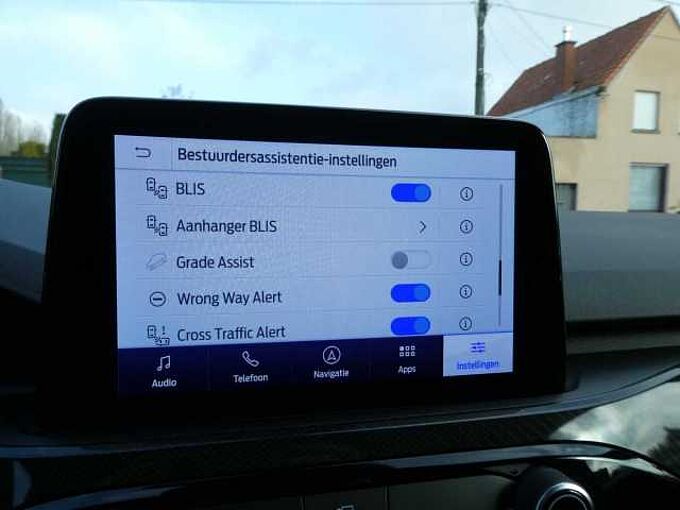 Bestuurdersassistentie-instellingen
BLIS
Aanhanger BLIS
Grade Assist
Wrong Way Alert
Cross Traffic Alert
Audio
Telefoon
Navigatie
Apps
Instellingen